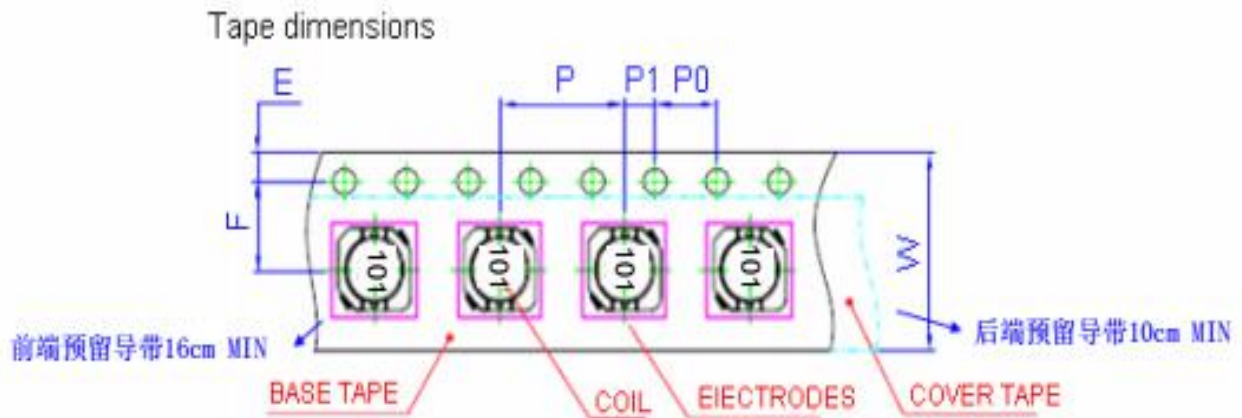 Tape dimensions
E
P P1 P0
F
101 101 101 101
W
前端预留导带16cm MIN
后端预留导带10cm MIN
BASE TAPE
COIL
ElECTRODES
COVER TAPE